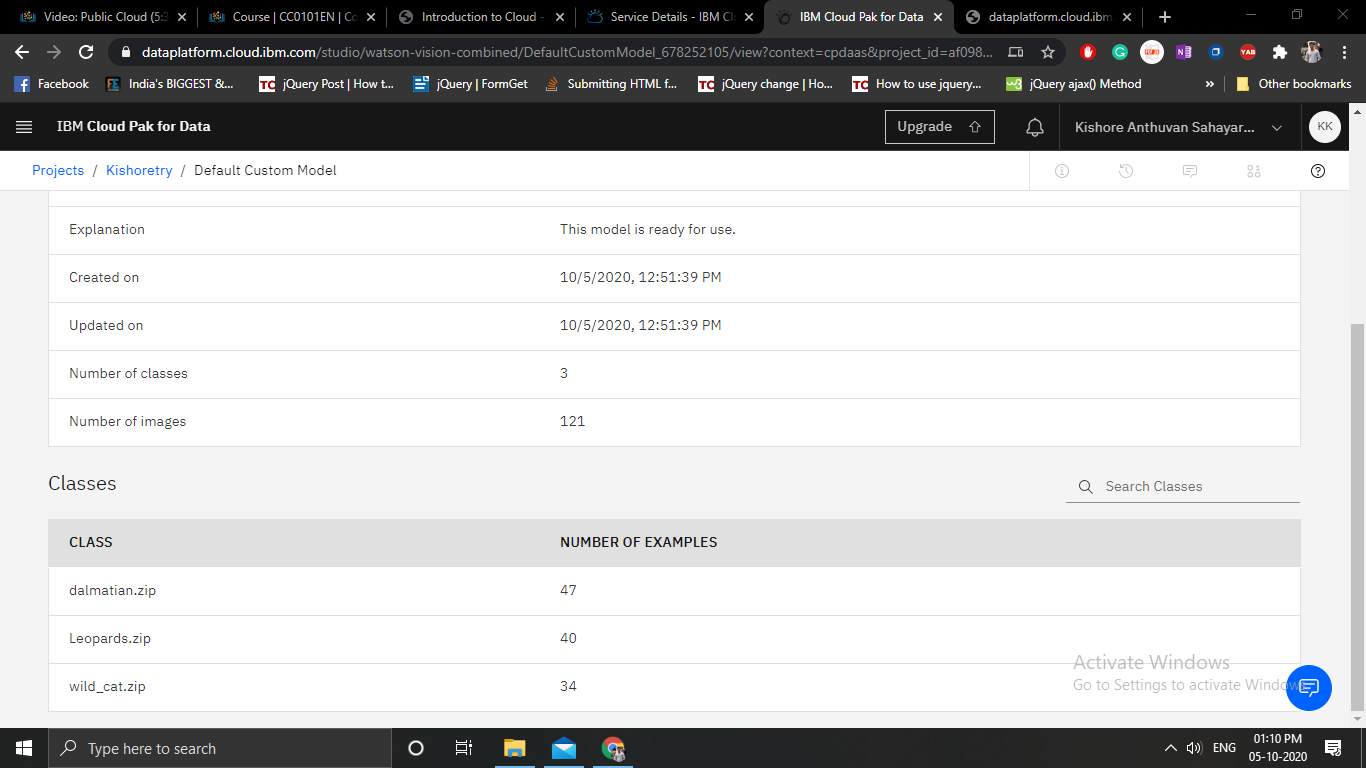 Video: Public Cloud (5:3
Course | CC0101EN | Co
Introduction to Cloud -
Service Details - IBM Cl
IBM Cloud Pak for Data
dataplatform.cloud.ibm
dataplatform.cloud.ibm.com/studio/watson-vision-combined/DefaultCustomModel_678252105/view?context=cpdaas&project_id=af098...
Facebook
India's BIGGEST &...
jQuery Post | How t...
jQuery | FormGet
Submitting HTML f...
jQuery change | Ho...
How to use jquery...
jQuery ajax() Method
»
Other bookmarks
IBM Cloud Pak for Data
Upgrade
Kishore Anthuvan Sahayar...
KK
Projects / Kishoretry / Default Custom Model
Explanation This model is ready for use.
Created on 10/5/2020, 12:51:39 PM
Updated on 10/5/2020, 12:51:39 PM
Number of classes 3
Number of images 121
Classes
Search Classes
CLASS NUMBER OF EXAMPLES
dalmatian.zip 47
Leopards.zip 40
wild_cat.zip 34
Activate Windows
Go to Settings to activate Windows
Type here to search
ENG
01:10 PM
05-10-2020